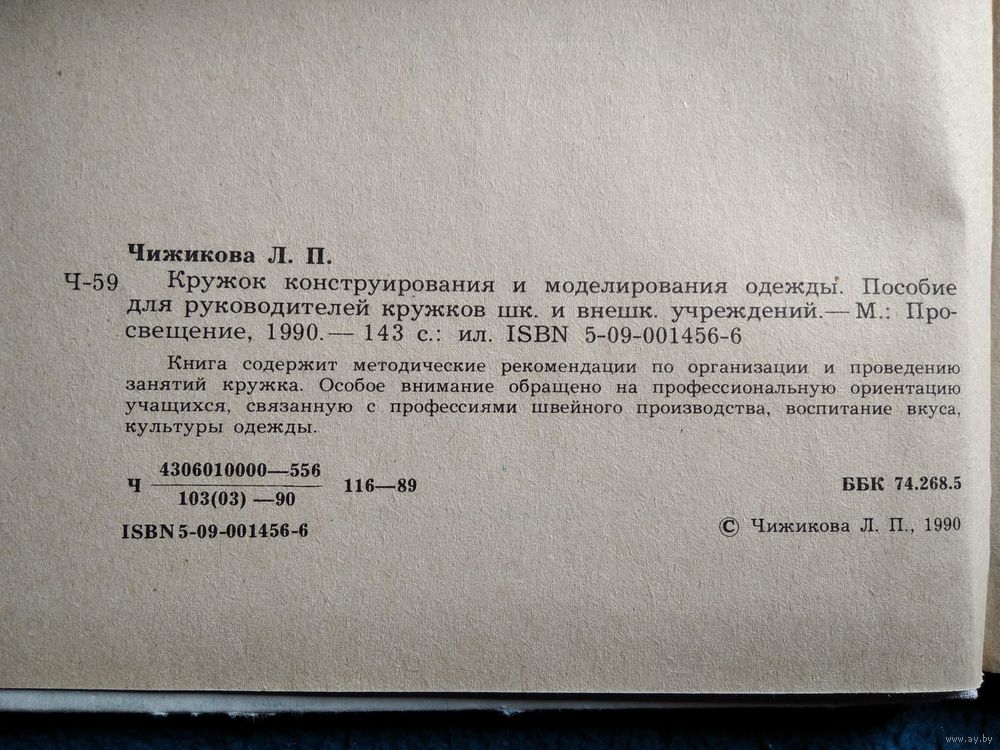 Чижикова Л. П.
Ч-59 Кружок конструирования и моделирования одежды. Пособие
для руководителей кружков шк. и внешк. учреждений.— М.: Про-
свещение, 1990.— 143 с.: ил. ISBN 5-09-001456-6
Книга содержит методические рекомендации по организации и проведению
занятий кружка. Особое внимание обращено на профессиональную ориентацию
учащихся, связанную с профессиями швейного производства, воспитание вкуса,
культуры одежды.
4306010000—556
Ч 116—89 ББК 74.268.5
103(03) —90
ISBN 5-09-001456-6
© Чижикова Л. П., 1990
www.ay.by